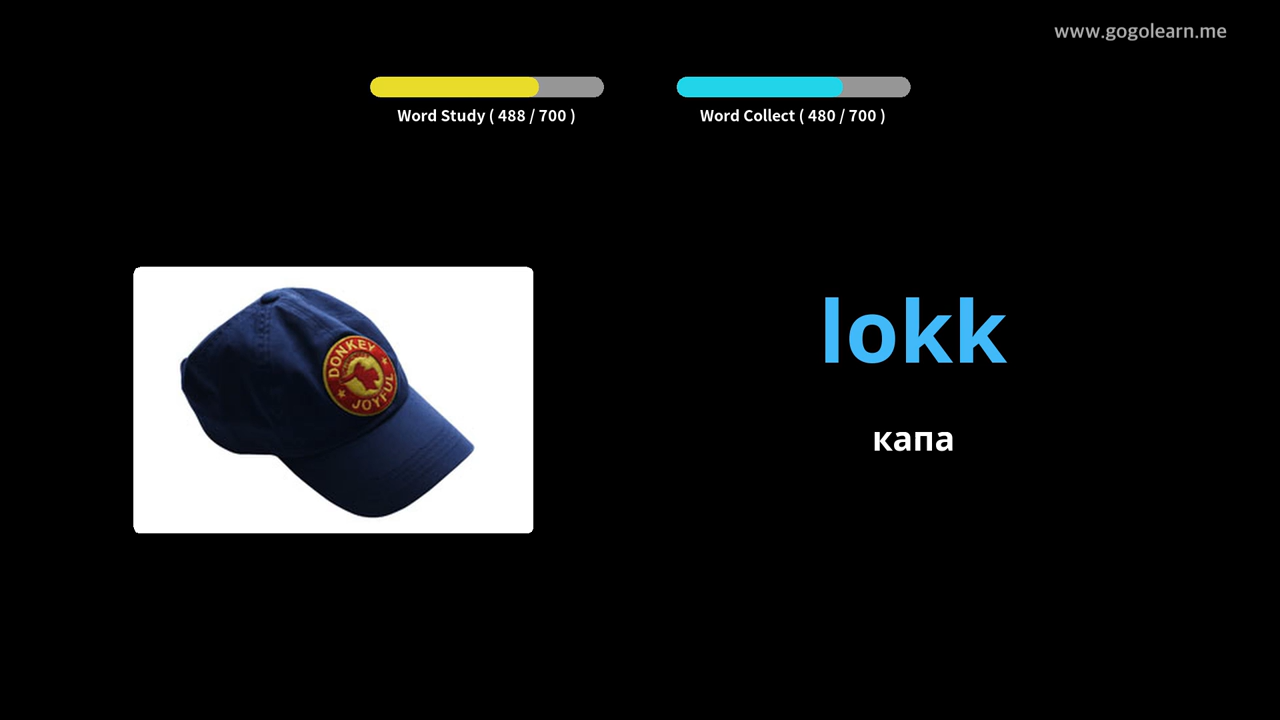 www.gogolearn.me
Word Study ( 488 / 700 )
Word Collect ( 480 / 700 )
DONKEY
JOYFUL
lokk
капа